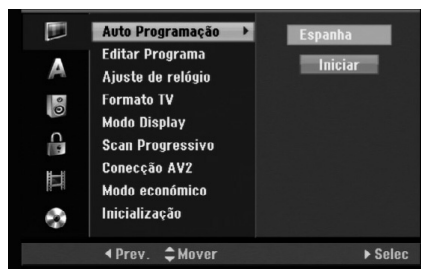 Auto Programação
Editar Programa
Ajuste de relógio
Formato TV
Modo Display
Scan Progressivo
Conecção AV2
Modo económico
Inicialização
Espanha
Iniciar
A
Prev. Mover Selec